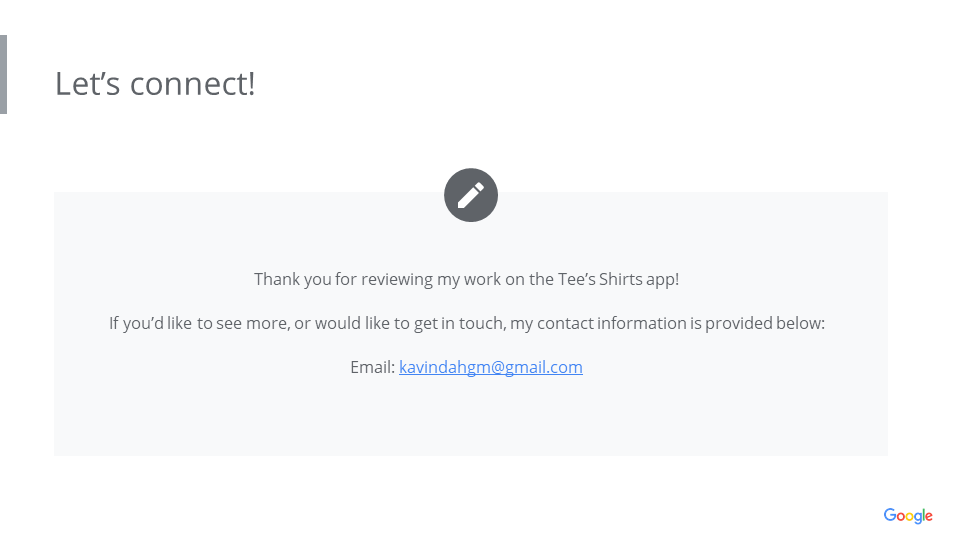 Let’s connect!
Thank you for reviewing my work on the Tee’s Shirts app!
If you’d like to see more, or would like to get in touch, my contact information is provided below:
Email: kavindahgm@gmail.com
Google